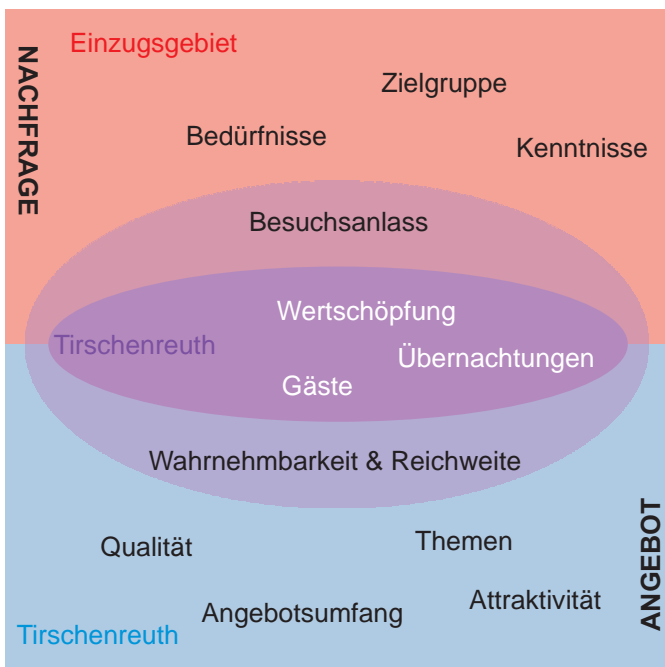 NACHFRAGE
Einzugsgebiet
Zielgruppe
Bedürfnisse
Kenntnisse
Besuchsanlass
Wertschöpfung
Tirschenreuth
Übernachtungen
Gäste
Wahrnehmbarkeit & Reichweite
ANGEBOT
Qualität
Themen
Angebotsumfang
Attraktivität
Tirschenreuth